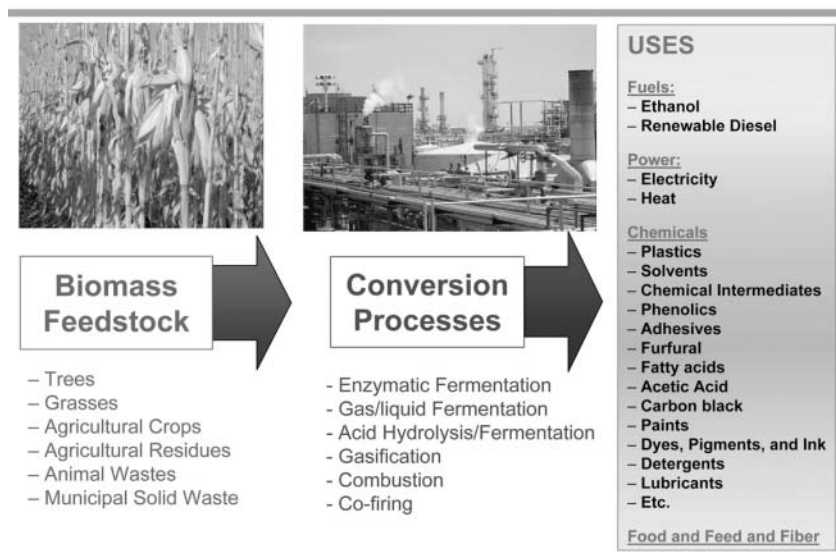 Biomass
Feedstock
– Trees
– Grasses
– Agricultural Crops
– Agricultural Residues
– Animal Wastes
– Municipal Solid Waste
Conversion
Processes
- Enzymatic Fermentation
- Gas/liquid Fermentation
- Acid Hydrolysis/Fermentation
- Gasification
- Combustion
- Co-firing
USES
Fuels:
– Ethanol
– Renewable Diesel
Power:
– Electricity
– Heat
Chemicals
– Plastics
– Solvents
– Chemical Intermediates
– Phenolics
– Adhesives
– Furfural
– Fatty acids
– Acetic Acid
– Carbon black
– Paints
– Dyes, Pigments, and Ink
– Detergents
– Lubricants
– Etc.
Food and Feed and Fiber